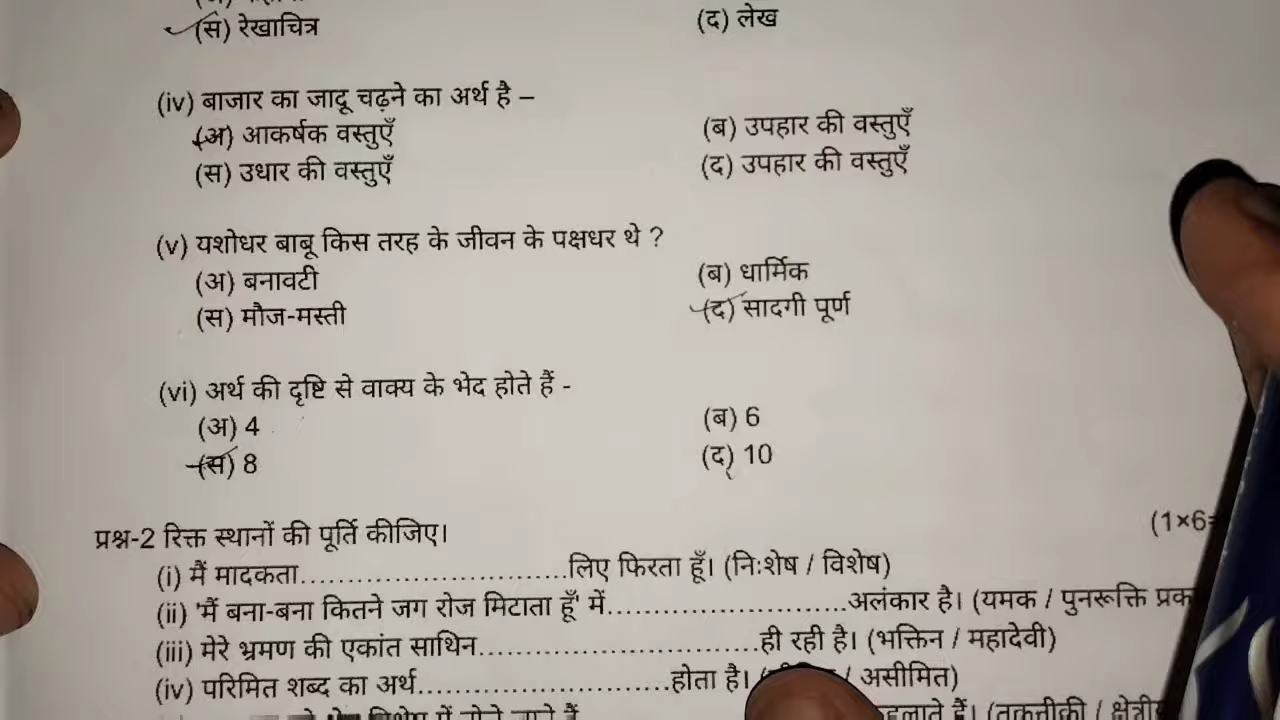 (स) रेखाचित्र (द) लेख
(iv) बाजार का जादू चढ़ने का अर्थ है –
(अ) आकर्षक वस्तुएँ (ब) उपहार की वस्तुएँ
(स) उधार की वस्तुएँ (द) उपहार की वस्तुएँ
(v) यशोधर बाबू किस तरह के जीवन के पक्षधर थे ?
(अ) बनावटी (ब) धार्मिक
(स) मौज-मस्ती (द) सादगी पूर्ण
(vi) अर्थ की दृष्टि से वाक्य के भेद होते हैं -
(अ) 4 (ब) 6
(स) 8 (द) 10
प्रश्न-2 रिक्त स्थानों की पूर्ति कीजिए। (1×6=
(i) मैं मादकता............................लिए फिरता हूँ। (निःशेष / विशेष)
(ii) 'मैं बना-बना कितने जग रोज मिटाता हूँ' में.........................अलंकार है। (यमक / पुनरूक्ति प्रक
(iii) मेरे भ्रमण की एकांत साथिन.............................ही रही है। (भक्तिन / महादेवी)
(iv) परिमित शब्द का अर्थ..........................होता है। ( / असीमित)
में बोले जाने हैं (तकनीकी / क्षेत्रीय